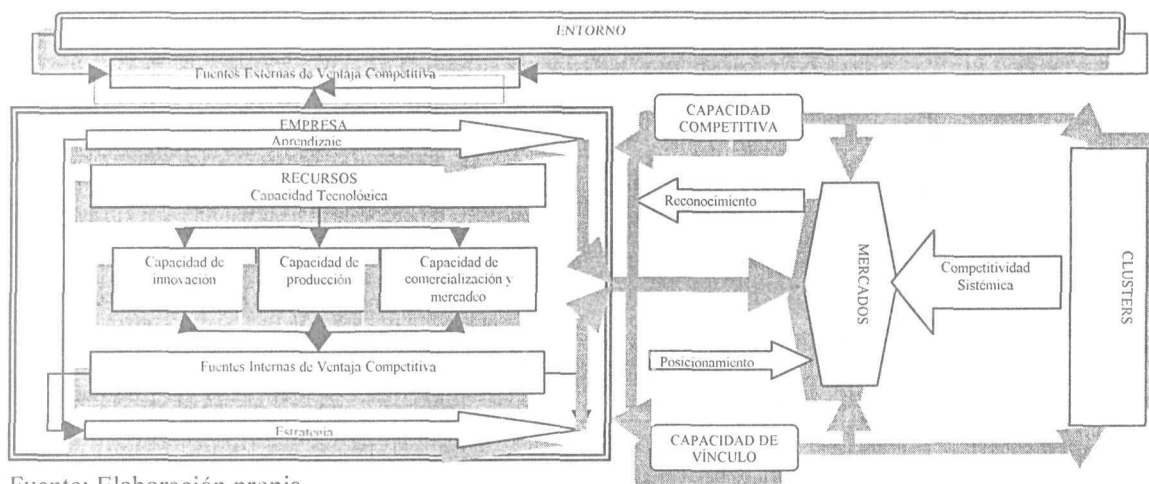 ENTORNO
Fuentes Externas de Ventaja Competitiva
EMPRESA
Aprendizaje
RECURSOS
Capacidad Tecnológica
Capacidad de
innovación
Capacidad de
producción
Capacidad de
comercialización y
mercadeo
Fuentes Internas de Ventaja Competitiva
Estrategia
CAPACIDAD
COMPETITIVA
Reconocimiento
MERCADOS
Competitividad
Sistémica
CLUSTERS
Posicionamiento
CAPACIDAD DE
VÍNCULO
Fuente: Elaboración propia